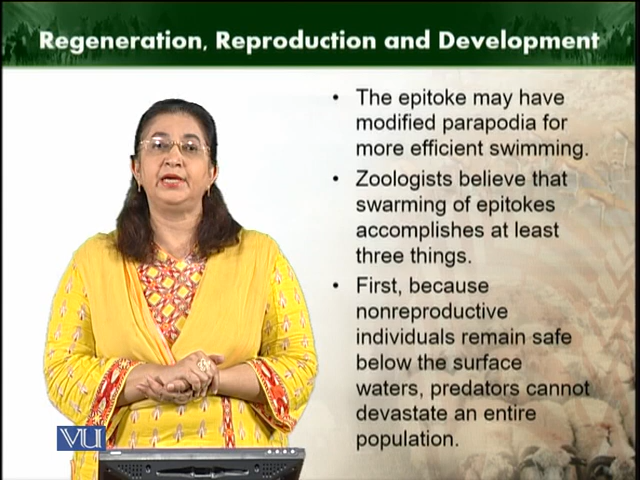 Regeneration, Reproduction and Development
• The epitoke may have
modified parapodia for
more efficient swimming.
• Zoologists believe that
swarming of epitokes
accomplishes at least
three things.
• First, because
nonreproductive
individuals remain safe
below the surface
waters, predators cannot
devastate an entire
population.
VU